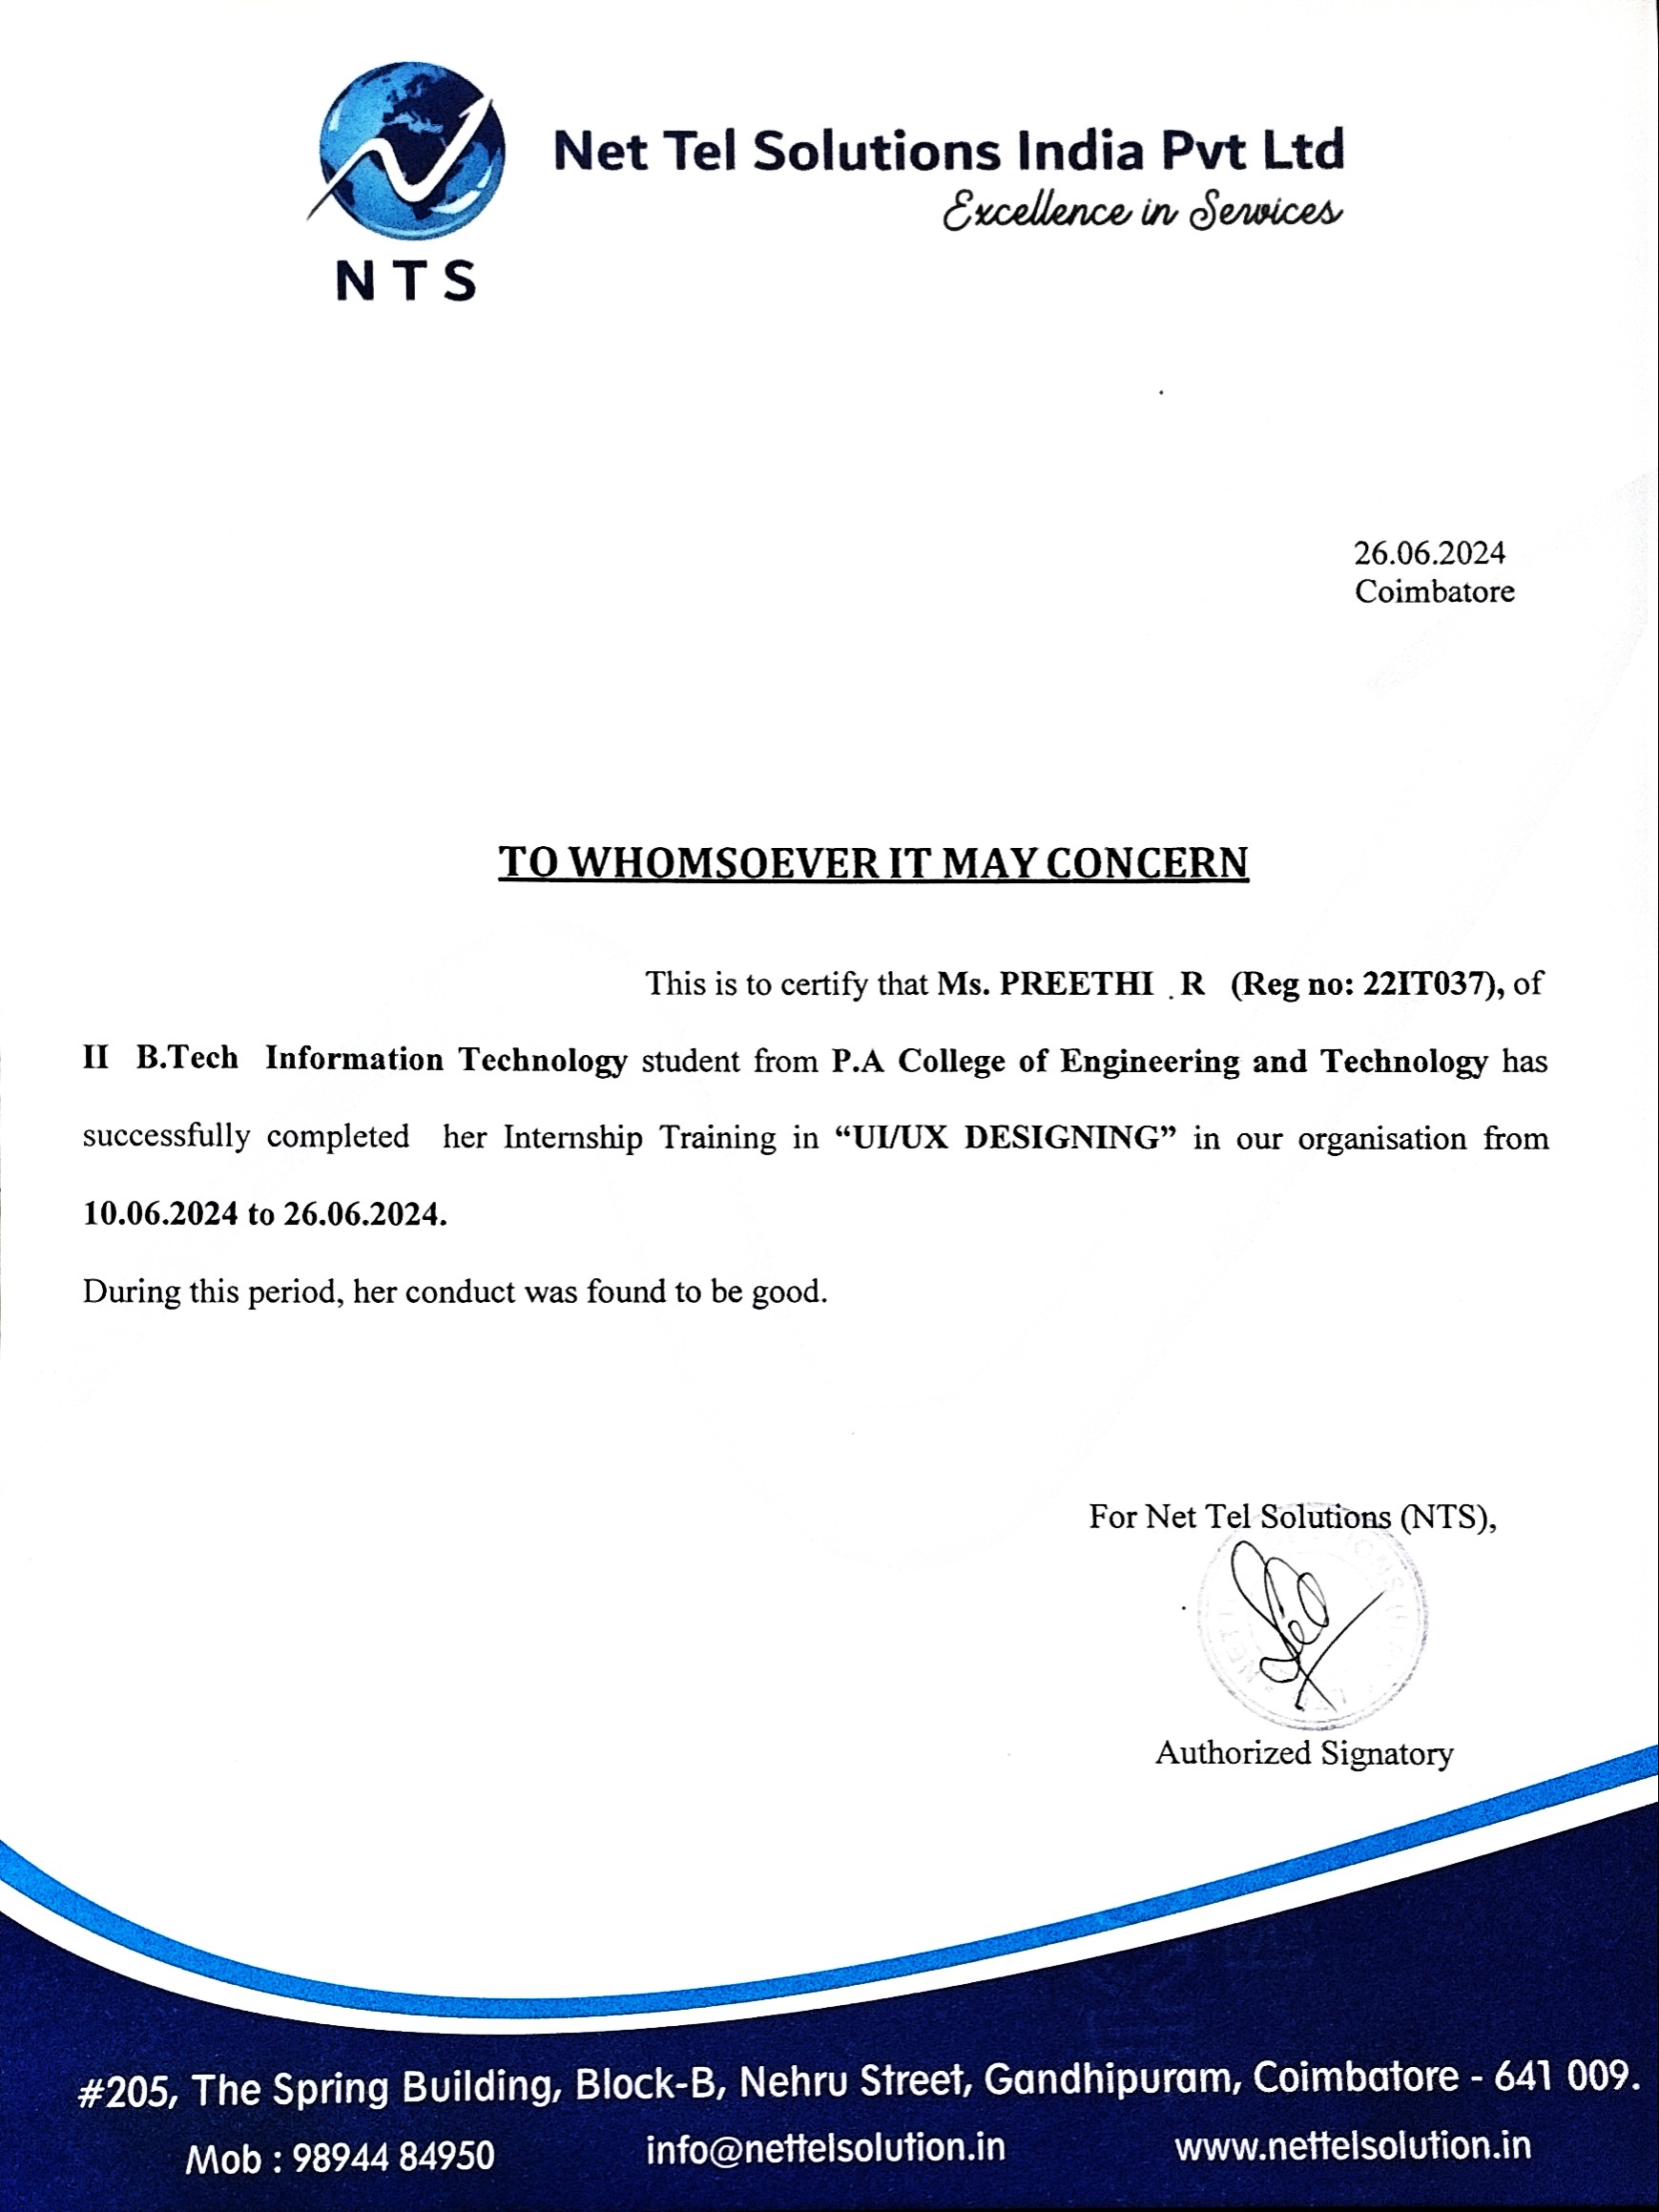 Net Tel Solutions India Pvt Ltd
Excellence in Services
NTS
26.06.2024
Coimbatore
TO WHOMSOEVER IT MAY CONCERN
This is to certify that Ms. PREETHI . R (Reg no: 22IT037), of
II B.Tech Information Technology student from P.A College of Engineering and Technology has
successfully completed her Internship Training in “UI/UX DESIGNING” in our organisation from
10.06.2024 to 26.06.2024.
During this period, her conduct was found to be good.
For Net Tel Solutions (NTS),
Authorized Signatory
#205, The Spring Building, Block-B, Nehru Street, Gandhipuram, Coimbatore - 641 009.
Mob : 98944 84950 info@nettelsolution.in www.nettelsolution.in